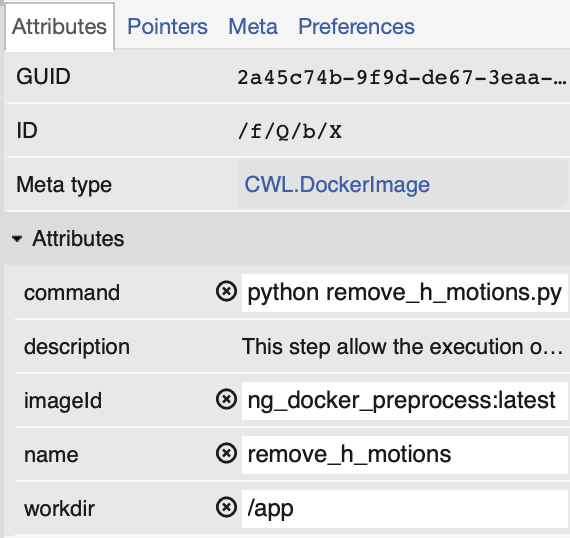 Attributes Pointers Meta Preferences
GUID 2a45c74b-9f9d-de67-3eaa-…
ID /f/Q/b/X
Meta type CWL.DockerImage
Attributes
command python remove_h_motions.py
description This step allow the execution o…
imageId ng_docker_preprocess:latest
name remove_h_motions
workdir /app